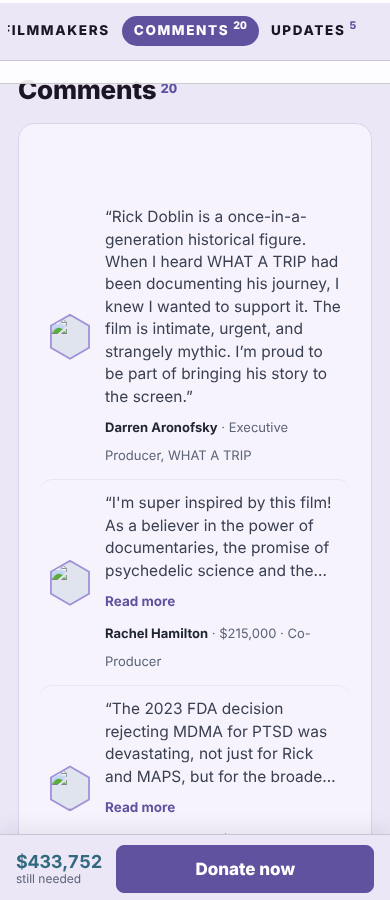 FILMMAKERS COMMENTS 20 UPDATES 5
Comments 20
“Rick Doblin is a once-in-a-
generation historical figure.
When I heard WHAT A TRIP had
been documenting his journey, I
knew I wanted to support it. The
film is intimate, urgent, and
strangely mythic. I’m proud to
be part of bringing his story to
the screen.”
Darren Aronofsky · Executive
Producer, WHAT A TRIP
“I'm super inspired by this film!
As a believer in the power of
documentaries, the promise of
psychedelic science and the...
Read more
Rachel Hamilton · $215,000 · Co-
Producer
“The 2023 FDA decision
rejecting MDMA for PTSD was
devastating, not just for Rick
and MAPS, but for the broade...
Read more
$433,752
still needed
Donate now